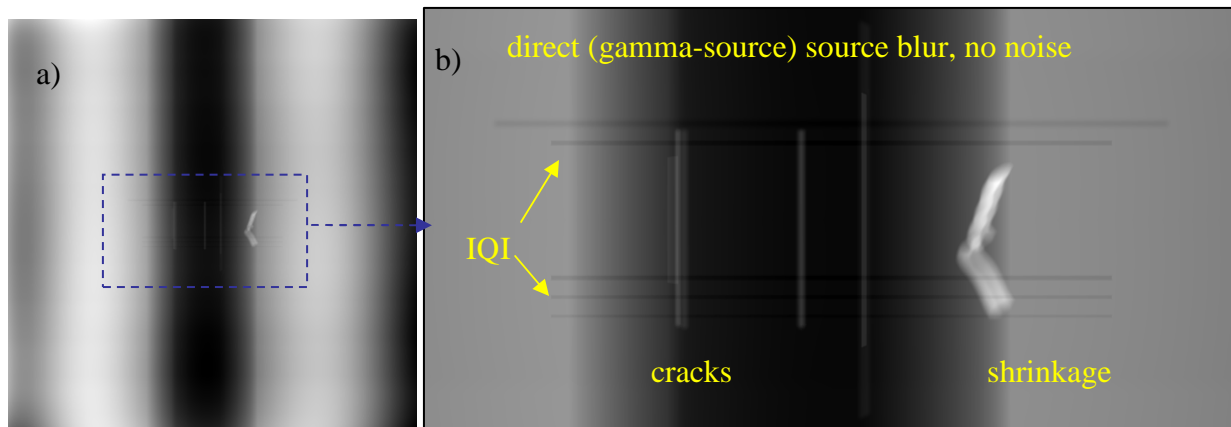 a)
b)
direct (gamma-source) source blur, no noise
IQI
cracks
shrinkage